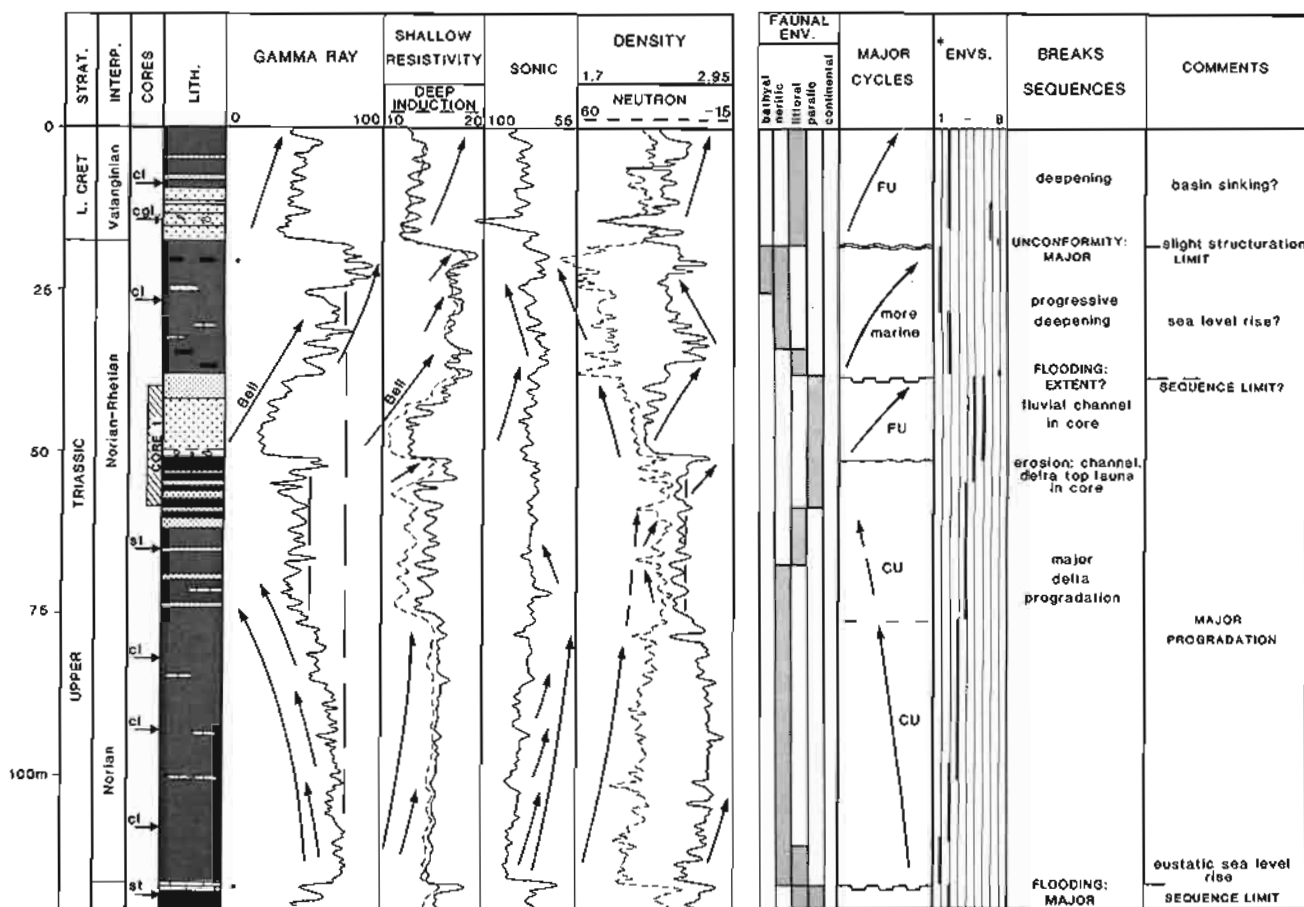 STRAT.
INTERP.
CORES
LITH.
GAMMA RAY
0 100
SHALLOW
RESISTIVITY
DEEP
INDUCTION
10 20
SONIC
100 56
DENSITY
1.7 2.95
NEUTRON
60 -15
FAUNAL
ENV.
bathyal
neritic
littoral
paralic
continental
MAJOR
CYCLES
* ENVS.
1 - 8
BREAKS
SEQUENCES
COMMENTS
0
25
50
75
100m
L. CRET
UPPER TRIASSIC
Valanginian
Norian-Rhetian
Norian
cl
cgl
cl
CORE 1
st
cl
cl
cl
st
Bell
Bell
FU
more
marine
FU
CU
CU
deepening
UNCONFORMITY:
MAJOR
progressive
deepening
FLOODING:
EXTENT?
fluvial channel
in core
erosion: channel.
delta top fauna
in core
major
delta
progradation
FLOODING:
MAJOR
basin sinking?
slight structuration
LIMIT
sea level rise?
SEQUENCE LIMIT?
MAJOR
PROGRADATION
eustatic sea level
rise
SEQUENCE LIMIT